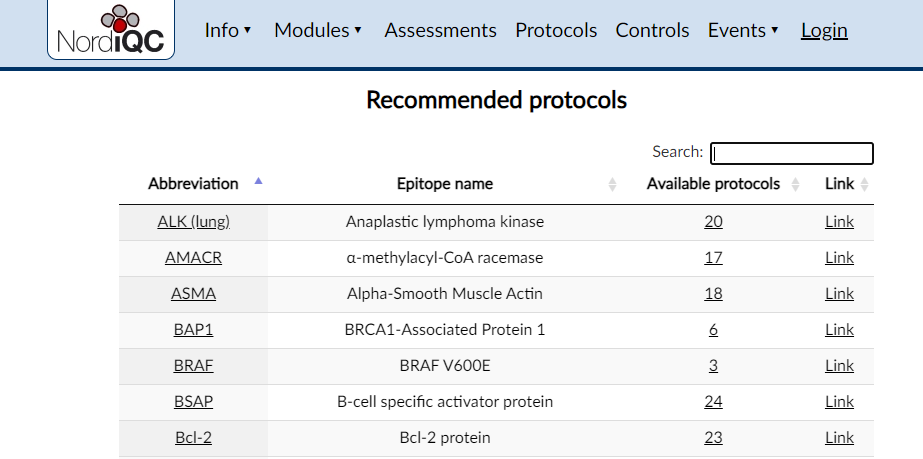 NordiQC Info ▾ Modules ▾ Assessments Protocols Controls Events ▾ Login
Recommended protocols
Search:
Abbreviation Epitope name Available protocols Link
ALK (lung) Anaplastic lymphoma kinase 20 Link
AMACR α-methylacyl-CoA racemase 17 Link
ASMA Alpha-Smooth Muscle Actin 18 Link
BAP1 BRCA1-Associated Protein 1 6 Link
BRAF BRAF V600E 3 Link
BSAP B-cell specific activator protein 24 Link
Bcl-2 Bcl-2 protein 23 Link